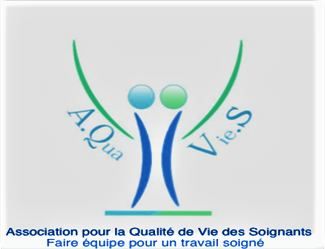 A.Qua
Vie.S
Association pour la Qualité de Vie des Soignants
Faire équipe pour un travail soigné